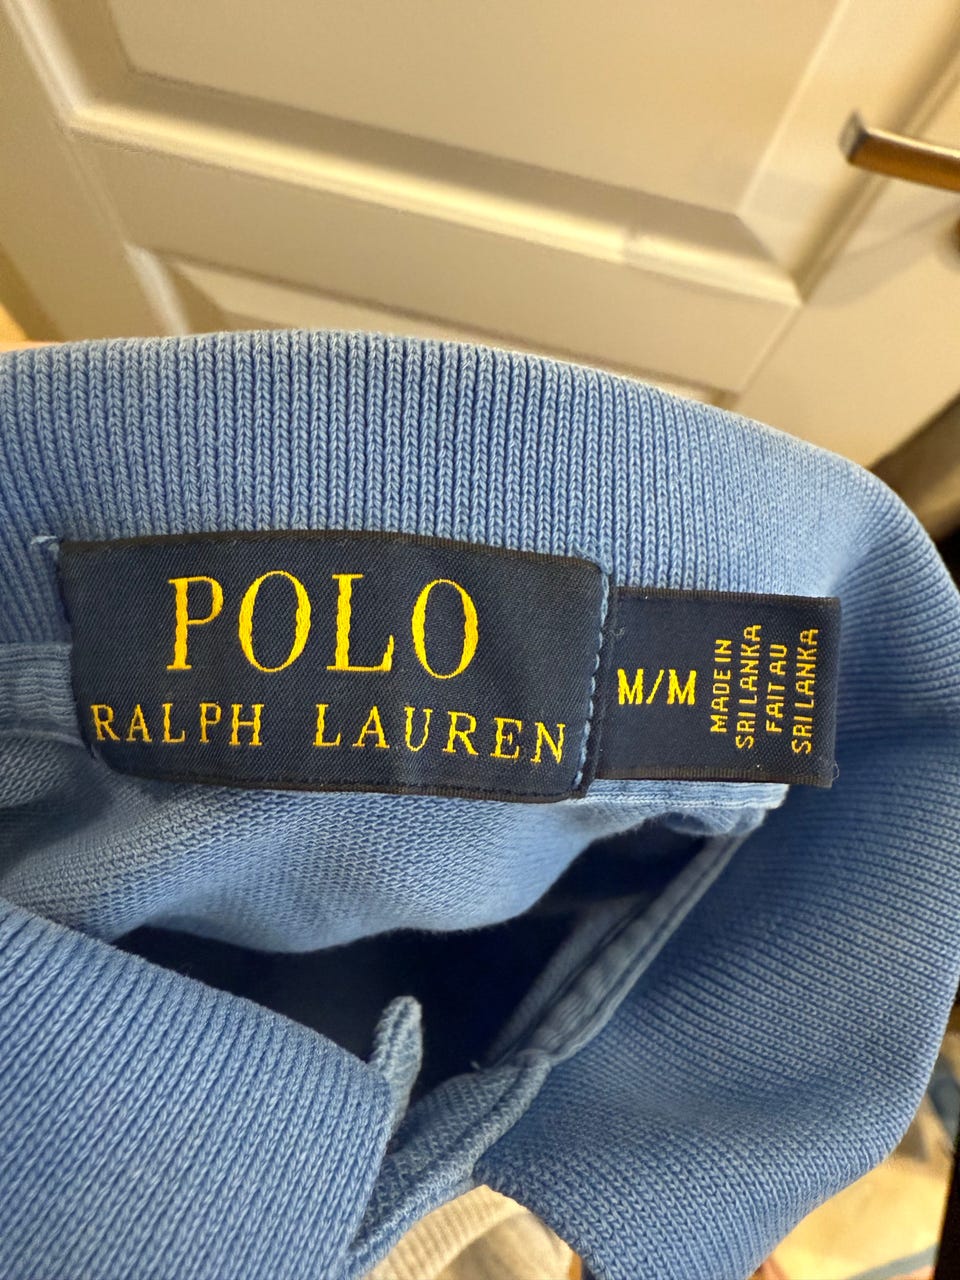 POLO
RALPH LAUREN
M/M
MADE IN
SRI LANKA
FAIT AU
SRI LANKA